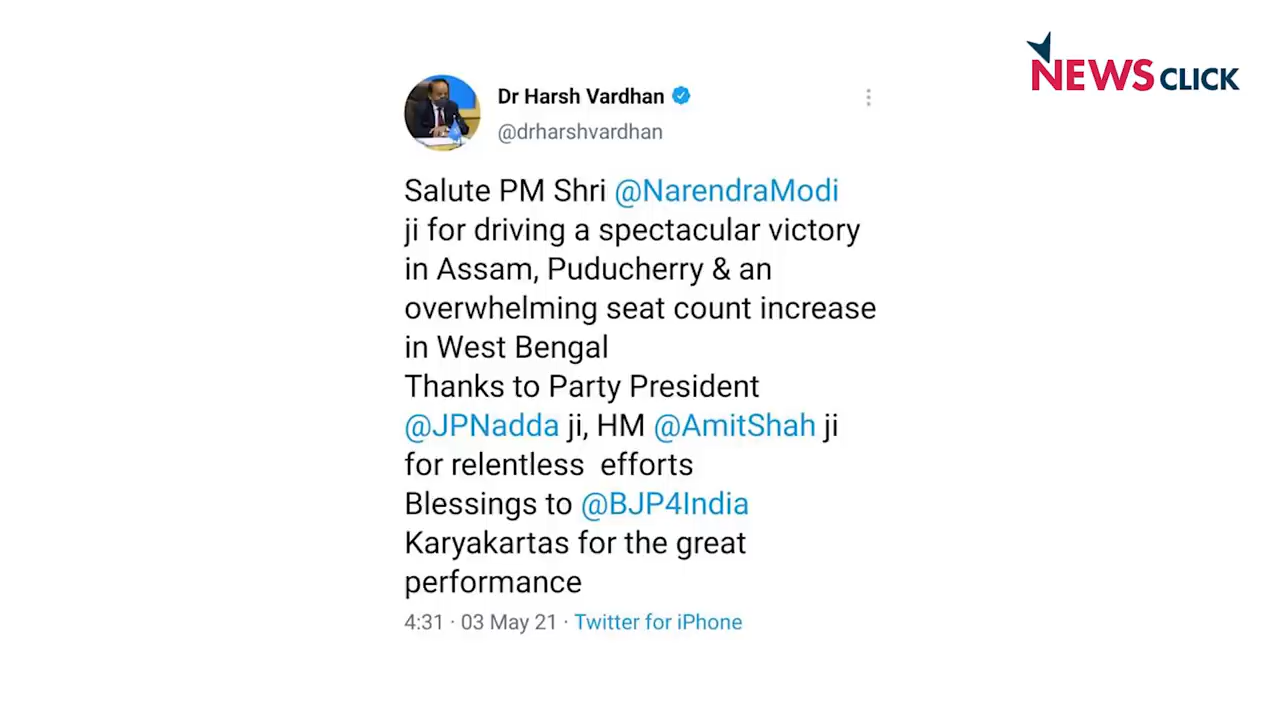 NEWS CLICK
Dr Harsh Vardhan
@drharshvardhan
Salute PM Shri @NarendraModi
ji for driving a spectacular victory
in Assam, Puducherry & an
overwhelming seat count increase
in West Bengal
Thanks to Party President
@JPNadda ji, HM @AmitShah ji
for relentless  efforts
Blessings to @BJP4India
Karyakartas for the great
performance
4:31 · 03 May 21 · Twitter for iPhone